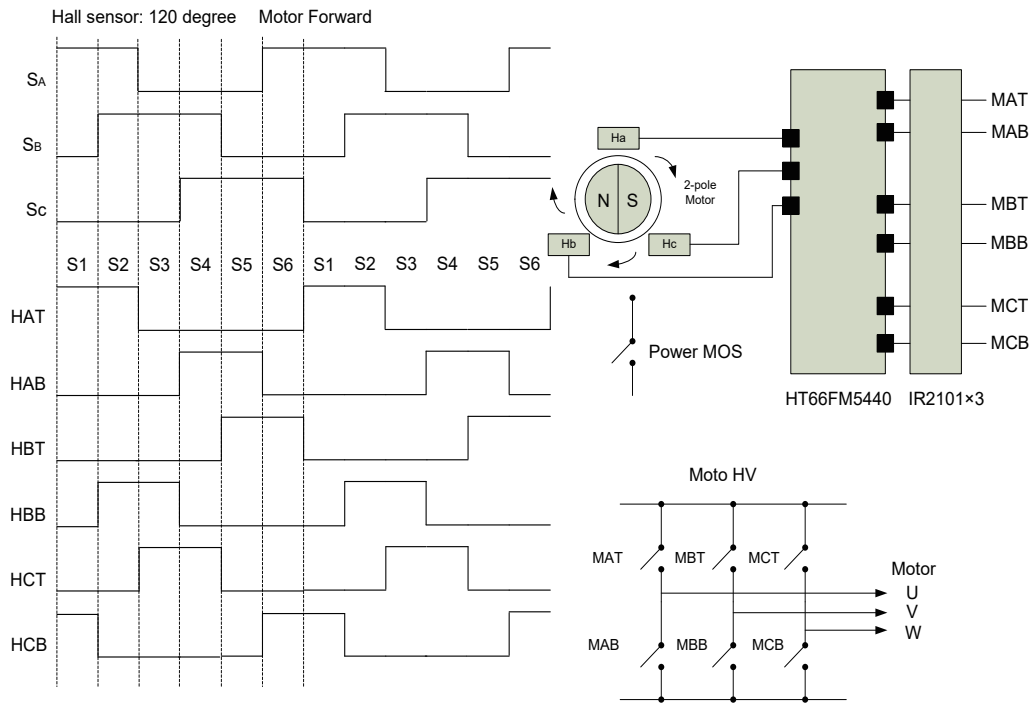 Hall sensor: 120 degree Motor Forward
SA
SB
SC
S1 S2 S3 S4 S5 S6 S1 S2 S3 S4 S5 S6
HAT
HAB
HBT
HBB
HCT
HCB
Ha
N S
2-pole
Motor
Hb
Hc
Power MOS
MAT
MAB
MBT
MBB
MCT
MCB
HT66FM5440 IR2101×3
Moto HV
MAT MBT MCT
Motor
U
V
W
MAB MBB MCB